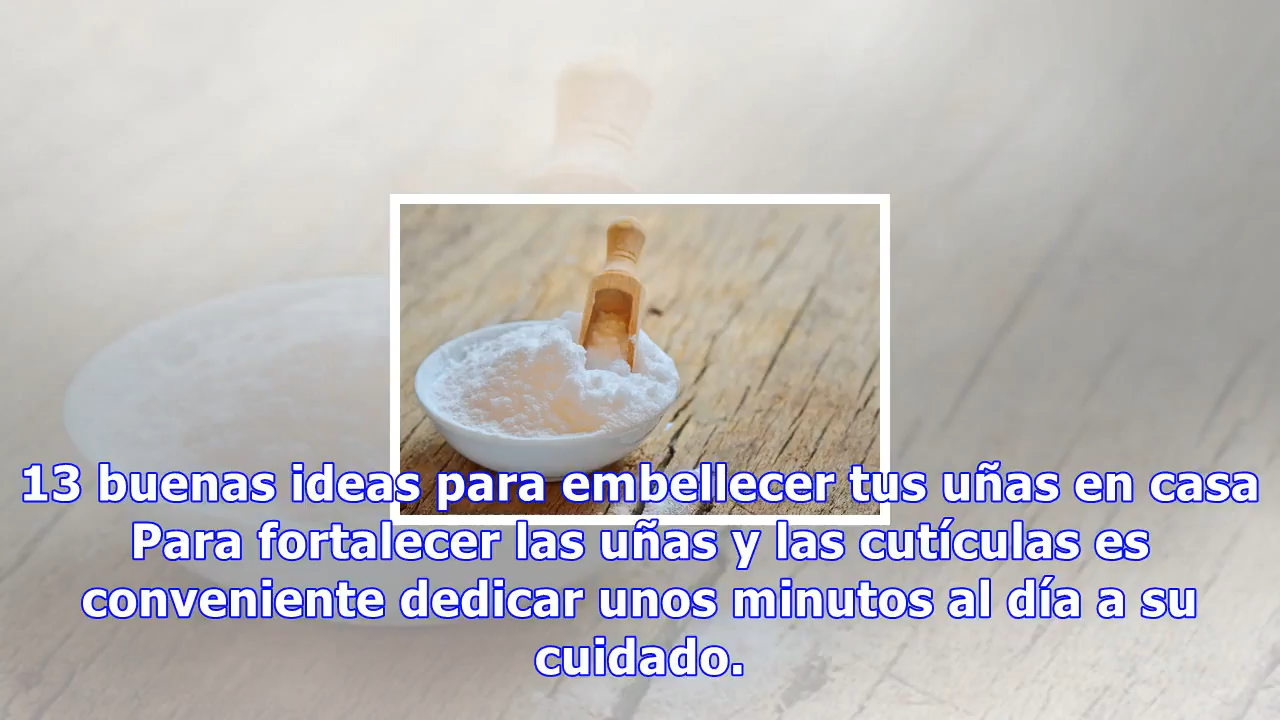 13 buenas ideas para embellecer tus uñas en casa
Para fortalecer las uñas y las cutículas es
conveniente dedicar unos minutos al día a su
cuidado.